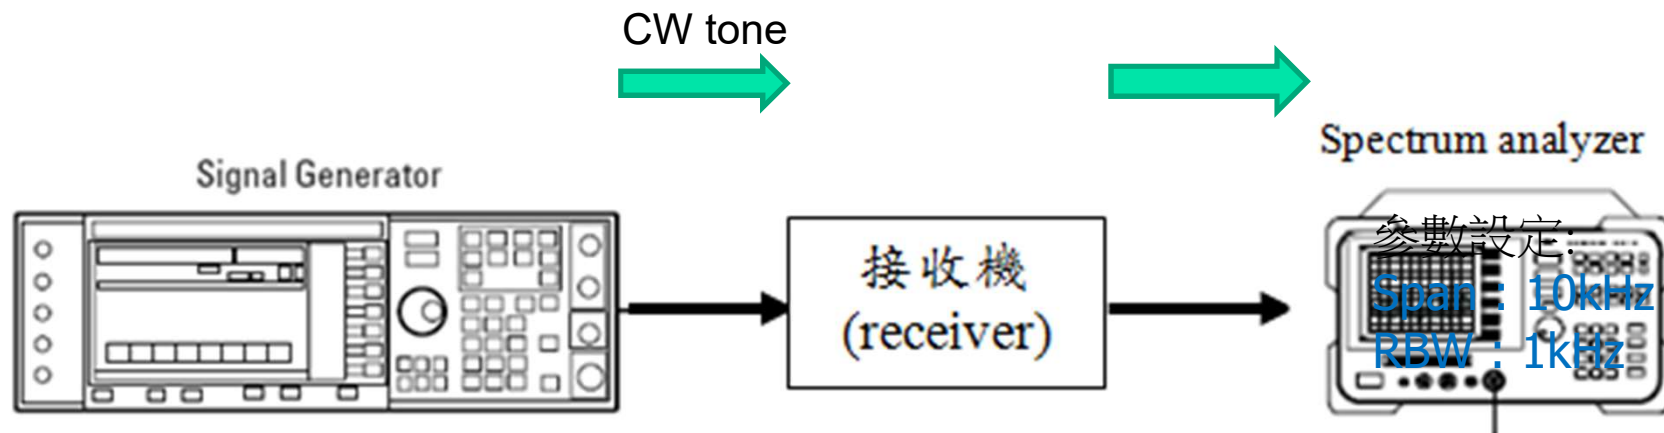 CW tone
Signal Generator
接收機
(receiver)
Spectrum analyzer
參數設定:
Span : 10kHz
RBW : 1kHz